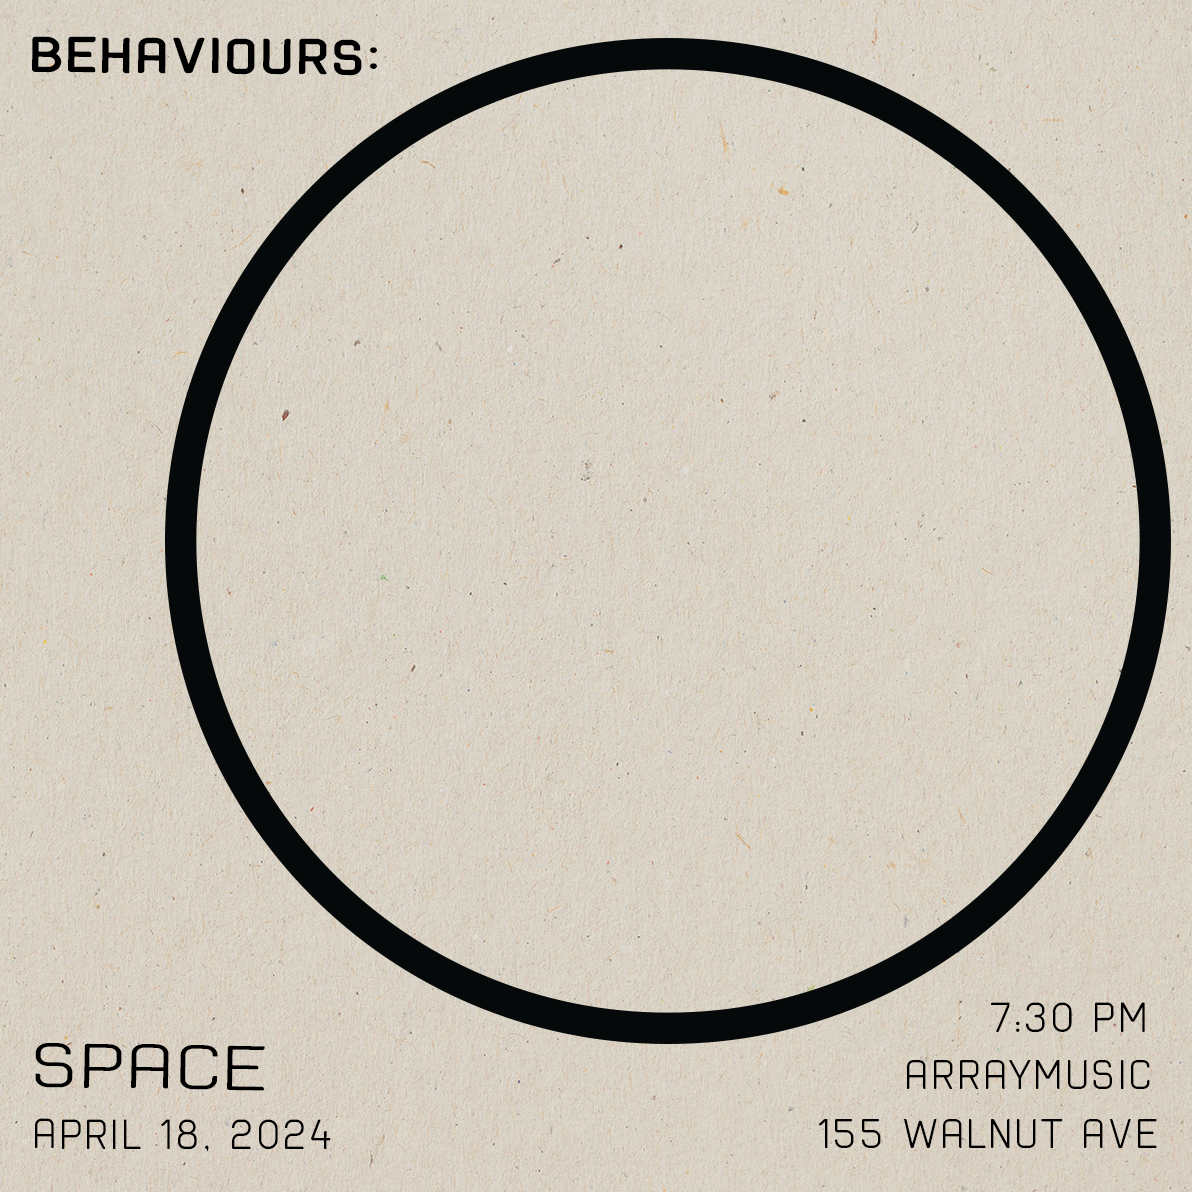 BEHAVIOURS:
SPACE
APRIL 18, 2024
7:30 PM
ARRAYMUSIC
155 WALNUT AVE